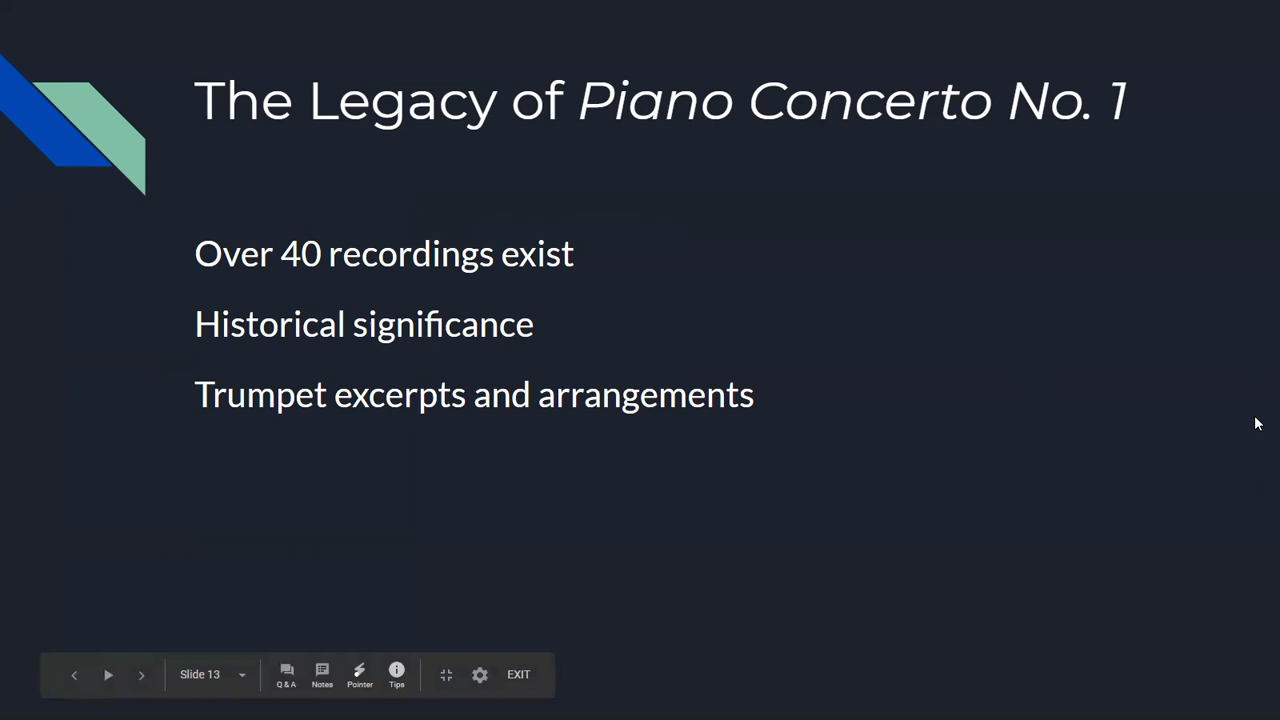 The Legacy of Piano Concerto No. 1
Over 40 recordings exist
Historical significance
Trumpet excerpts and arrangements
Slide 13
Q & A
Notes
Pointer
Tips
EXIT